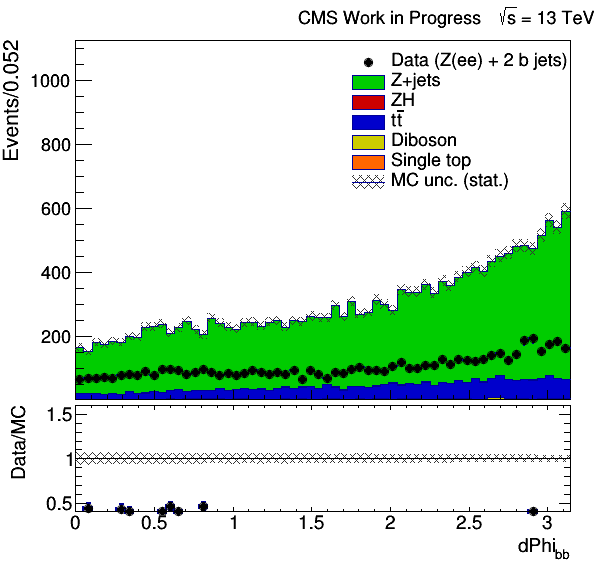 CMS Work in Progress √s = 13 TeV
Events/0.052
1000
800
600
400
200
Data (Z(ee) + 2 b jets)
Z+jets
ZH
tt̅
Diboson
Single top
MC unc. (stat.)
Data/MC
1.5
1
0.5
0 0.5 1 1.5 2 2.5 3
dPhi_bb